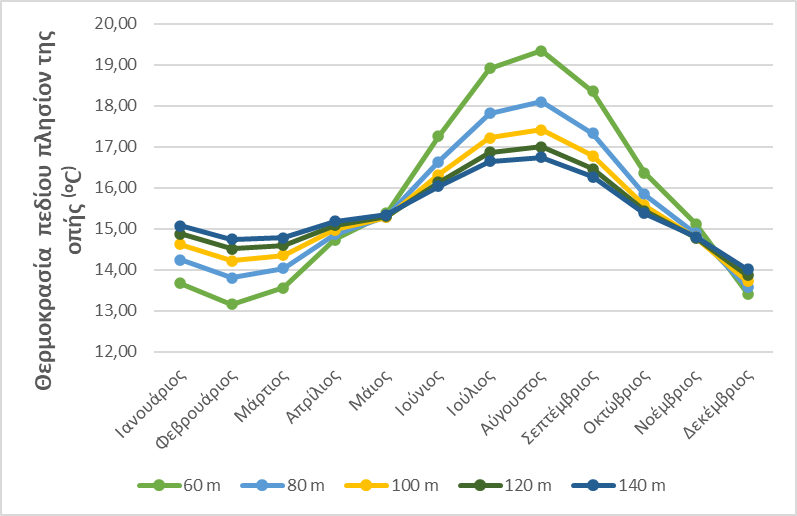 Θερμοκρασία πεδίου πλησίον της
οπής (ºC)
20,00
19,00
18,00
17,00
16,00
15,00
14,00
13,00
12,00
Ιανουάριος
Φεβρουάριος
Μάρτιος
Απρίλιος
Μάιος
Ιούνιος
Ιούλιος
Αύγουστος
Σεπτέμβριος
Οκτώβριος
Νοέμβριος
Δεκέμβριος
60 m 80 m 100 m 120 m 140 m